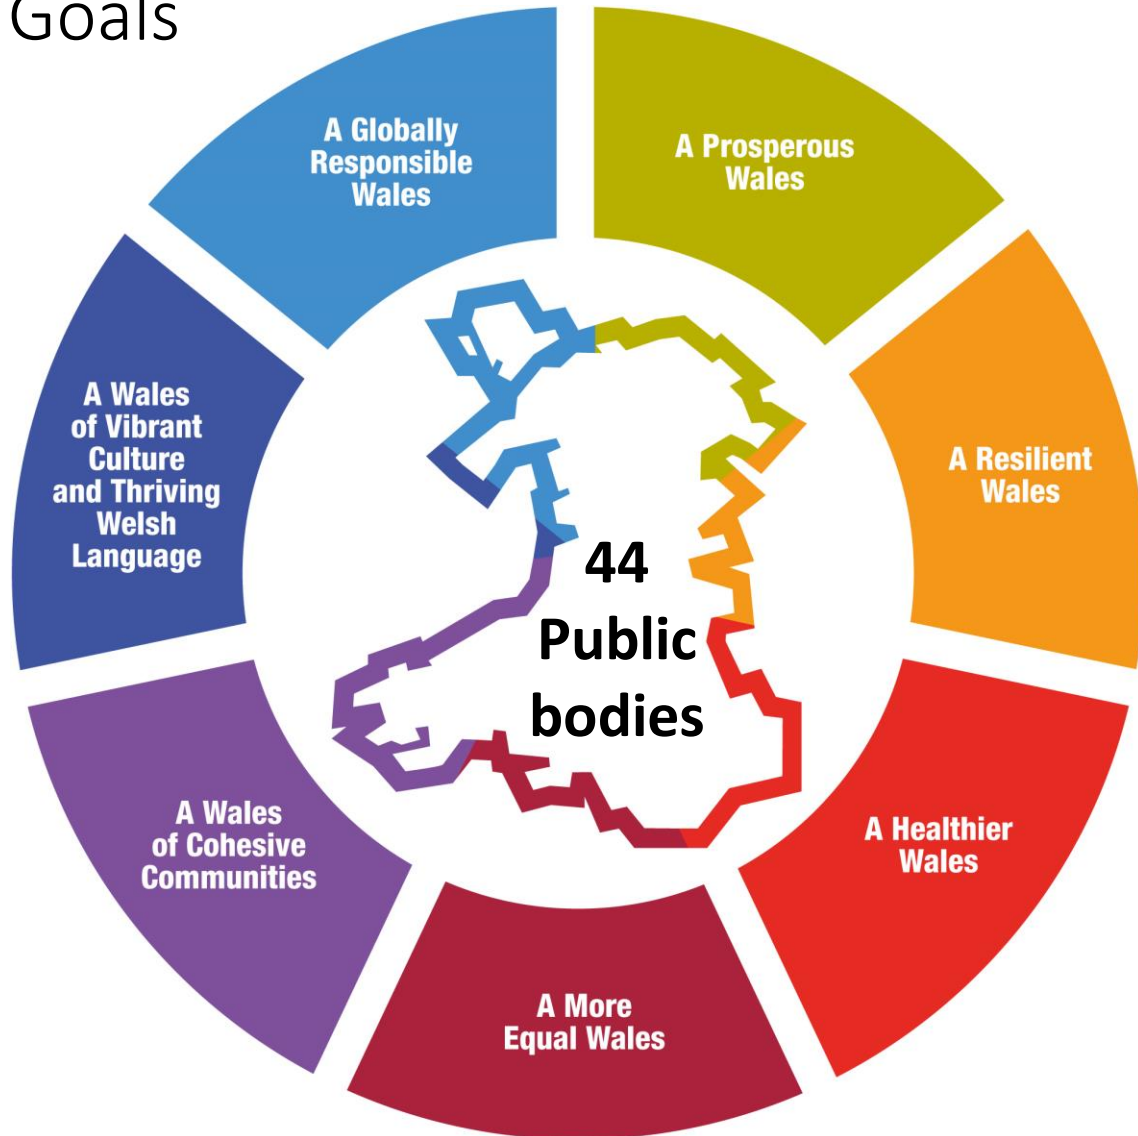 Goals
A Globally
Responsible
Wales
A Prosperous
Wales
A Wales
of Vibrant
Culture
and Thriving
Welsh
Language
A Resilient
Wales
44
Public
bodies
A Wales
of Cohesive
Communities
A Healthier
Wales
A More
Equal Wales